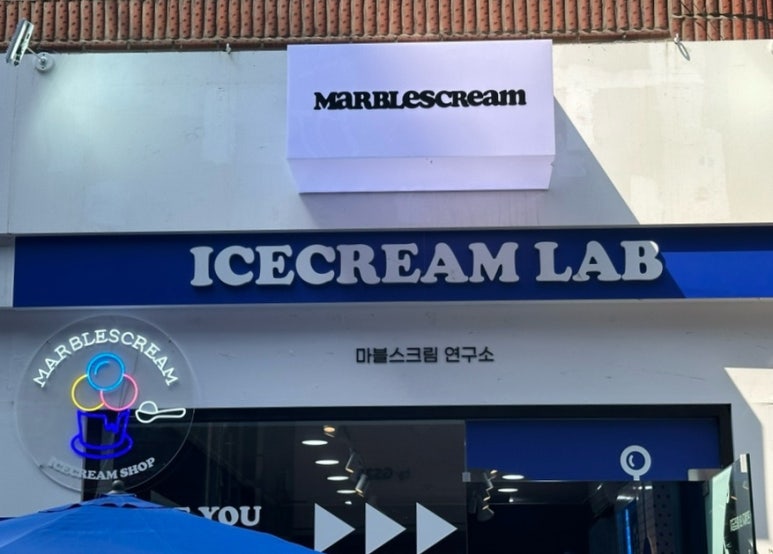 MARBLESCREAM
ICECREAM LAB
마블스크림 연구소
MARBLESCREAM
ICECREAM SHOP
YOU